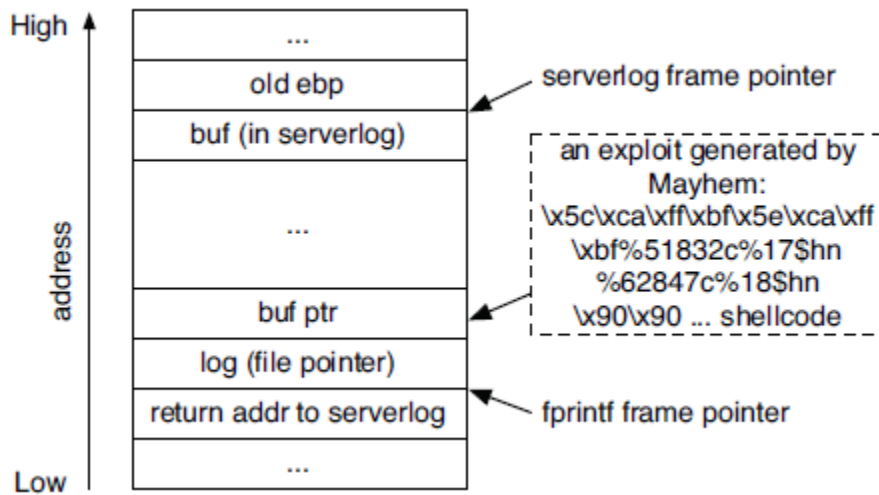 High
...
old ebp
serverlog frame pointer
buf (in serverlog)
an exploit generated by
Mayhem:
\x5c\xca\xff\xbf\x5e\xca\xff
\xbf%51832c%17$hn
%62847c%18$hn
\x90\x90 ... shellcode
...
address
buf ptr
log (file pointer)
return addr to serverlog
fprintf frame pointer
...
Low